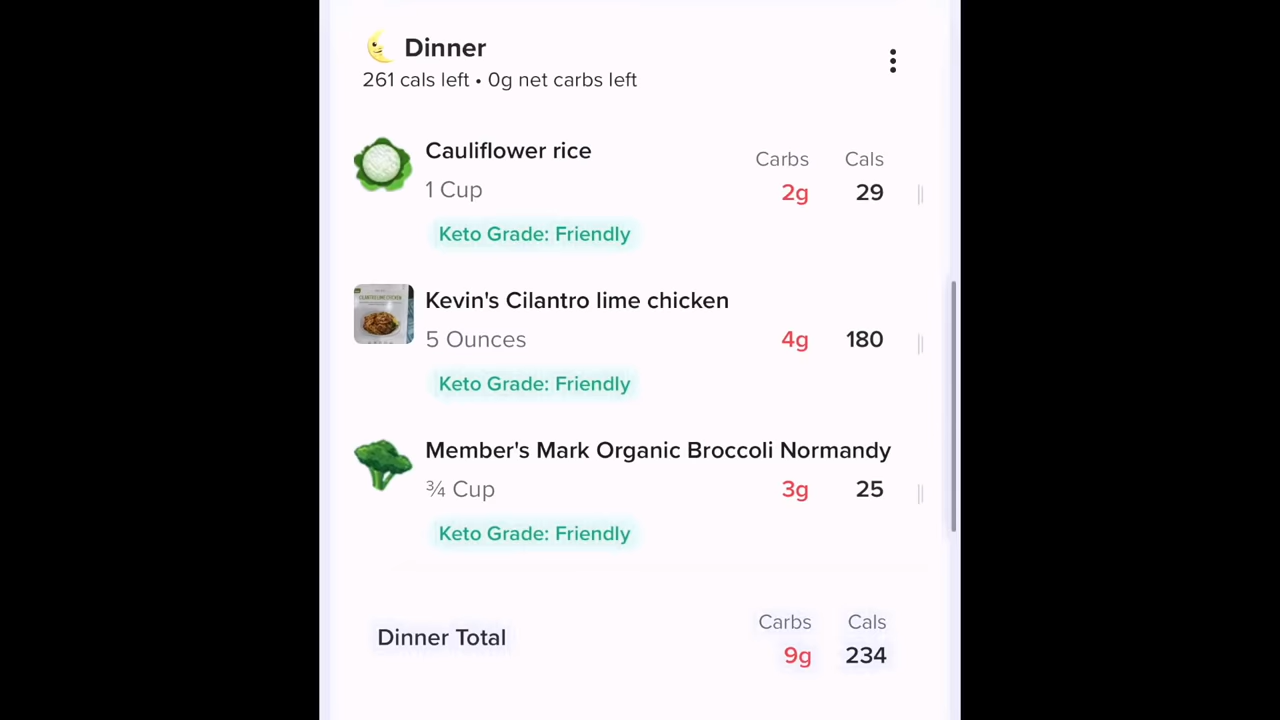 Dinner
261 cals left • 0g net carbs left
Cauliflower rice
Carbs Cals
1 Cup
2g 29
Keto Grade: Friendly
Kevin's Cilantro lime chicken
5 Ounces
4g 180
Keto Grade: Friendly
Member's Mark Organic Broccoli Normandy
¾ Cup
3g 25
Keto Grade: Friendly
Carbs Cals
Dinner Total
9g 234